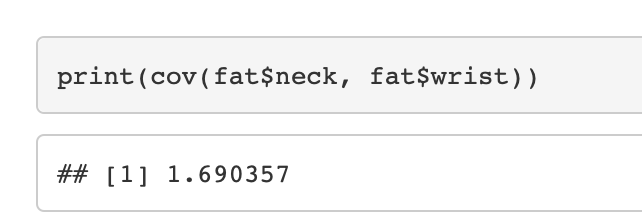 print(cov(fat$neck, fat$wrist))
## [1] 1.690357